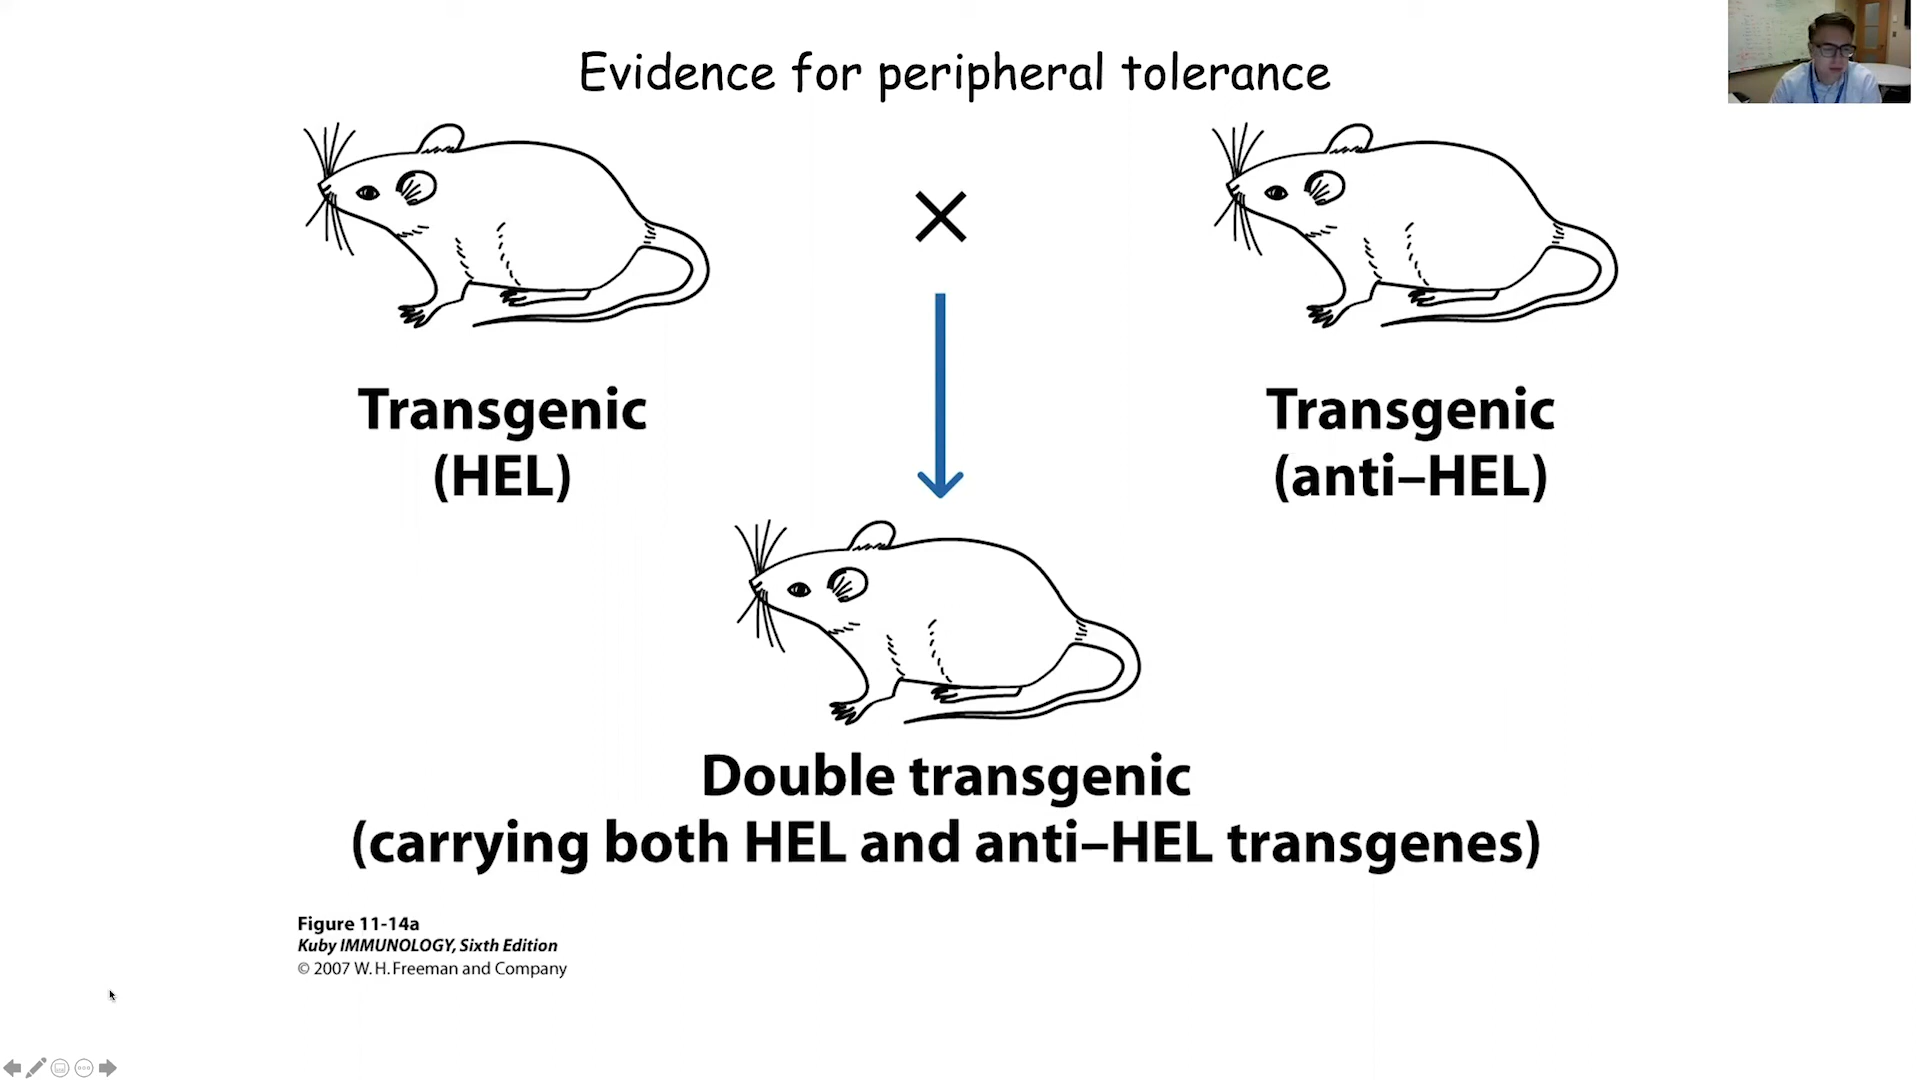 Evidence for peripheral tolerance
×
Transgenic
(HEL)
Transgenic
(anti–HEL)
Double transgenic
(carrying both HEL and anti–HEL transgenes)
Figure 11-14a
Kuby IMMUNOLOGY, Sixth Edition
© 2007 W. H. Freeman and Company